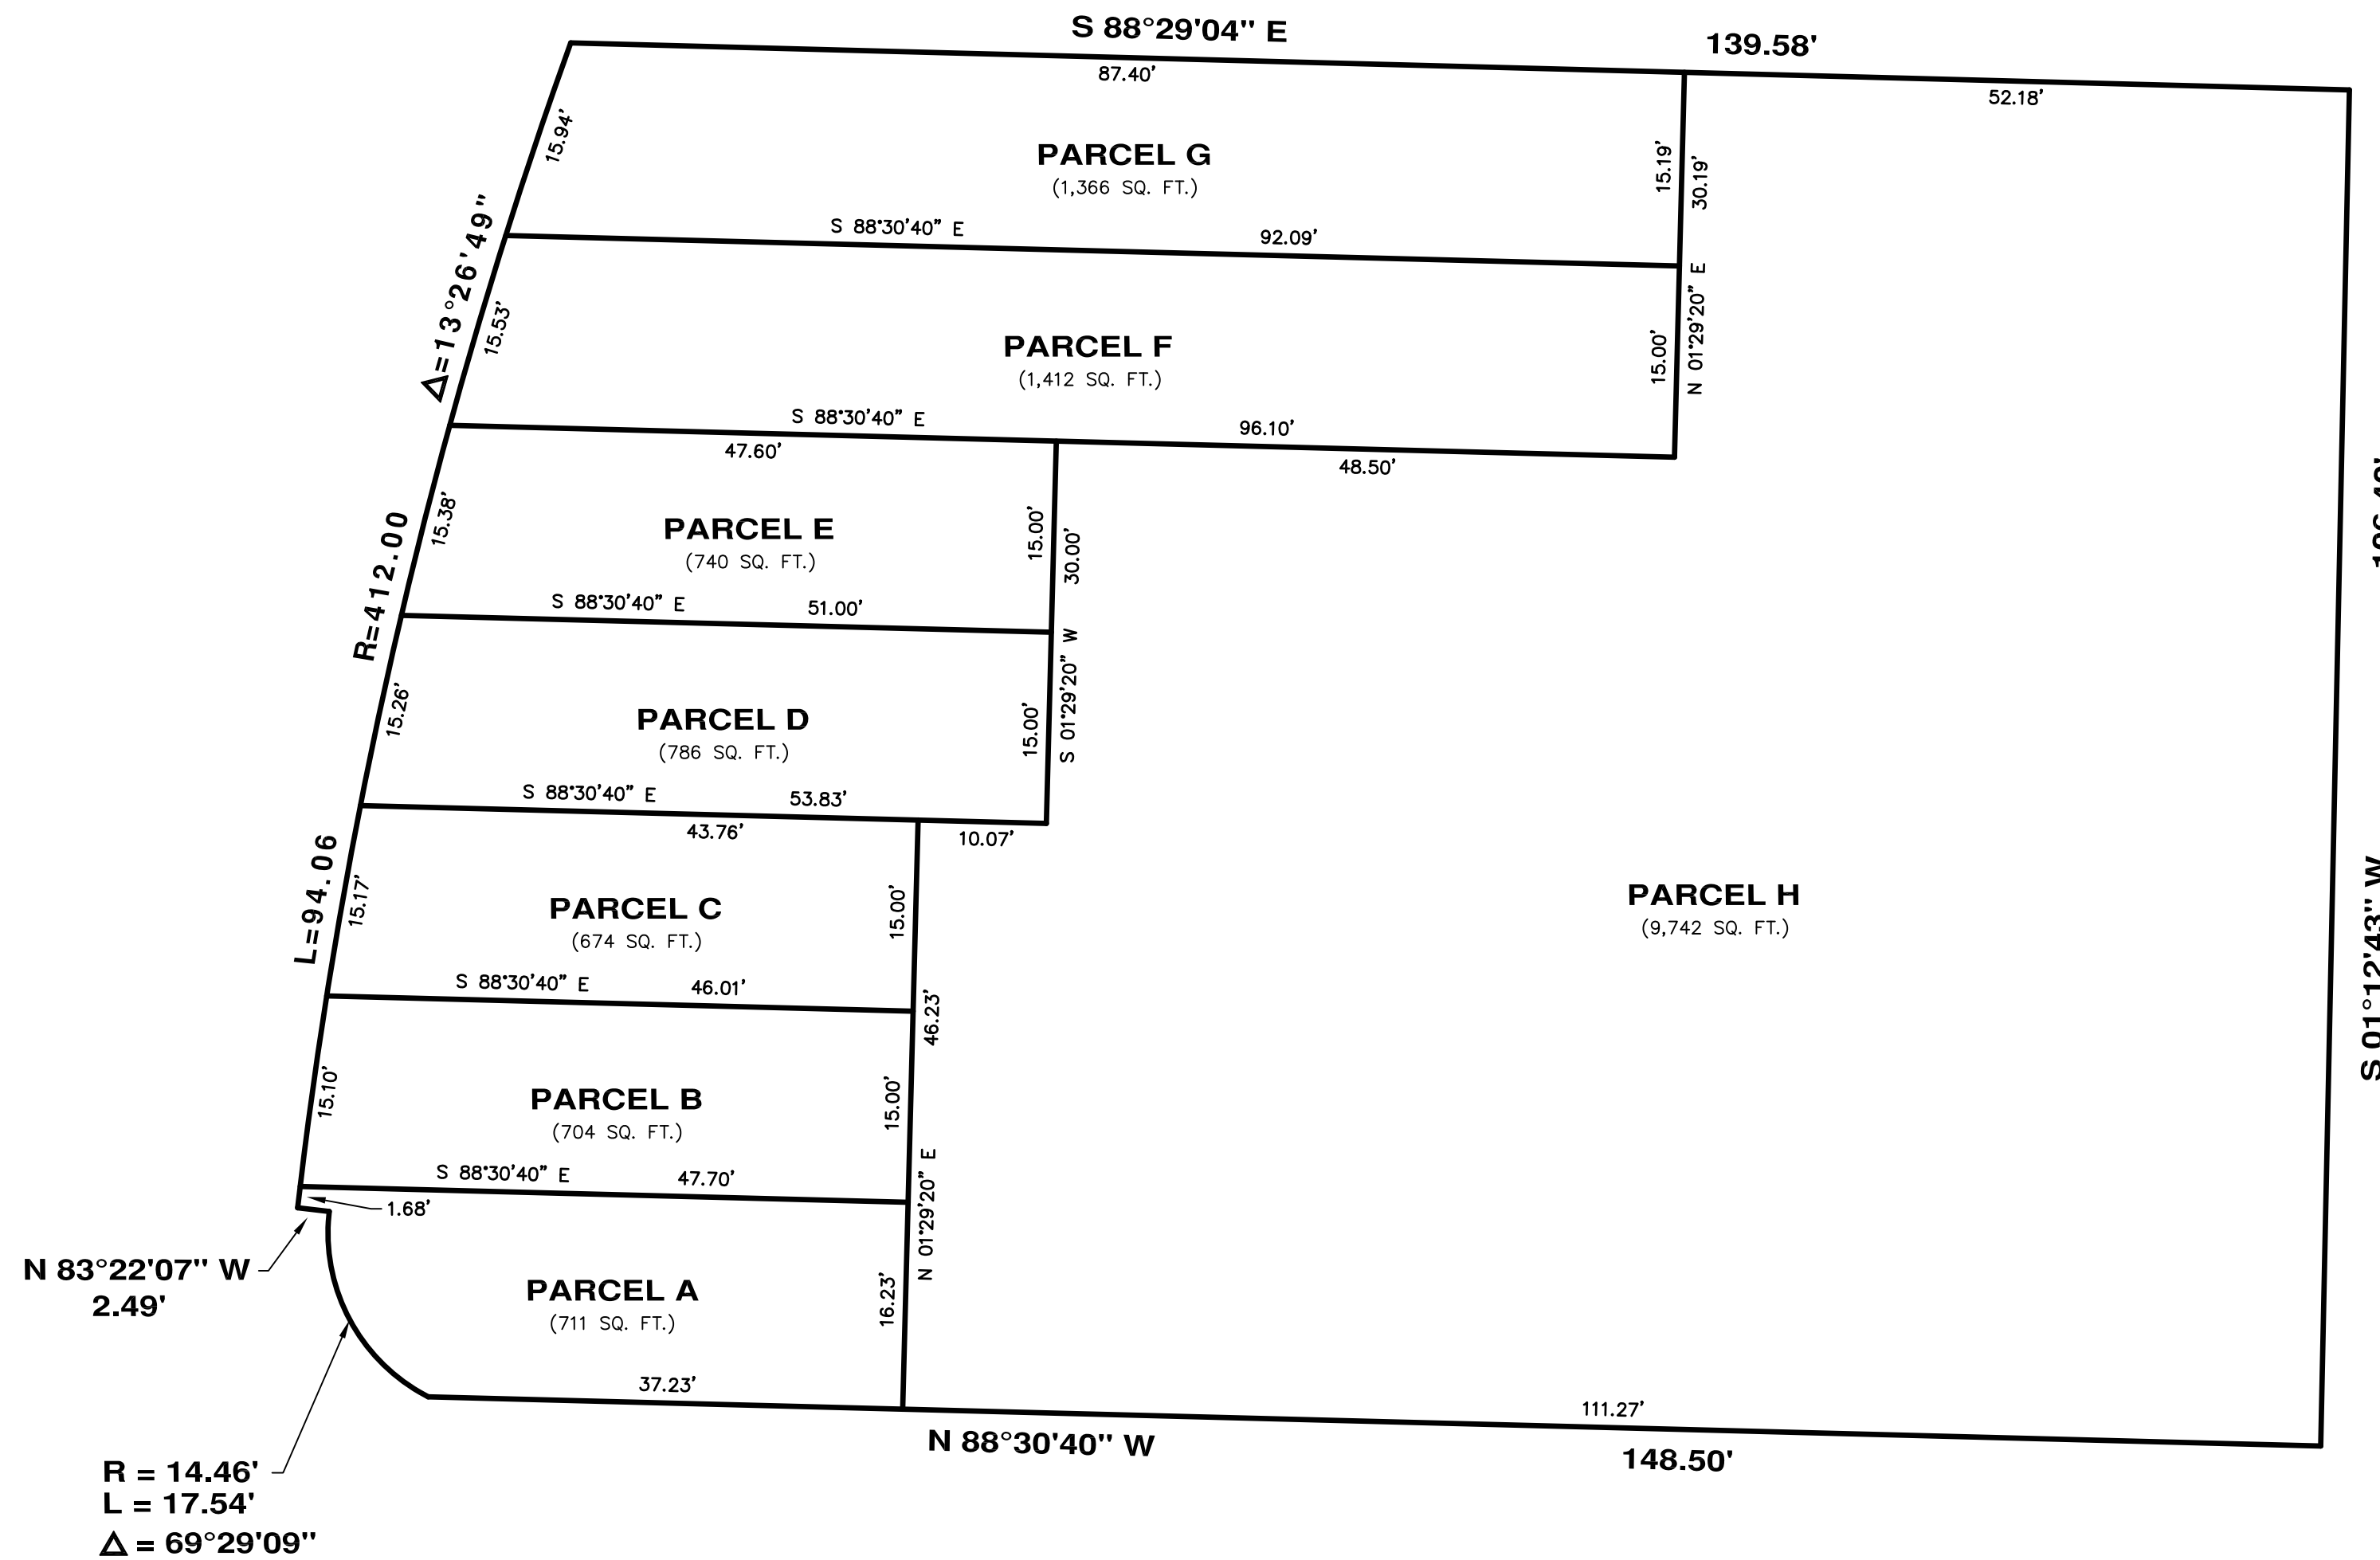 S 88°29'04" E
139.58'
87.40'
52.18'
15.94'
PARCEL G
(1,366 SQ. FT.)
15.19'
30.19'
S 88°30'40" E
92.09'
Δ=13°26'49"
15.53'
PARCEL F
(1,412 SQ. FT.)
15.00'
N 01°29'20" E
S 88°30'40" E
96.10'
47.60'
48.50'
R=412.00
15.38'
PARCEL E
(740 SQ. FT.)
15.00'
30.00'
S 88°30'40" E
51.00'
15.26'
PARCEL D
(786 SQ. FT.)
15.00'
S 01°29'20" W
S 88°30'40" E
53.83'
43.76'
10.07'
L=94.06
15.17'
PARCEL C
(674 SQ. FT.)
15.00'
PARCEL H
(9,742 SQ. FT.)
S 01°12'43" W
S 88°30'40" E
46.01'
46.23'
15.10'
PARCEL B
(704 SQ. FT.)
15.00'
S 88°30'40" E
47.70'
N 01°29'20" E
1.68'
N 83°22'07" W
2.49'
PARCEL A
(711 SQ. FT.)
16.23'
37.23'
111.27'
N 88°30'40" W
148.50'
R = 14.46'
L = 17.54'
Δ = 69°29'09"